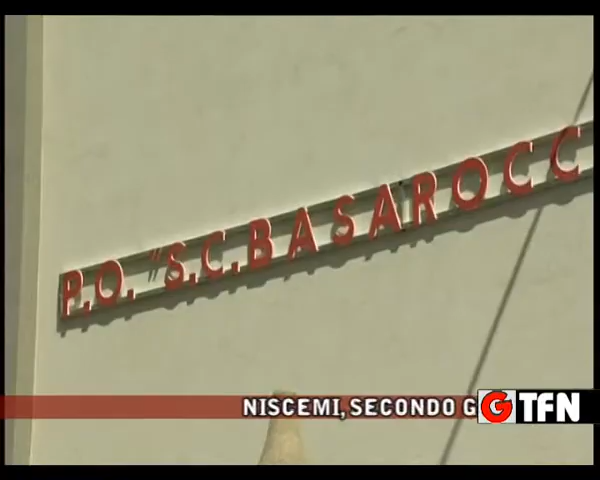 P.O. "S.C.BASAROCC
NISCEMI, SECONDO G
G TFN